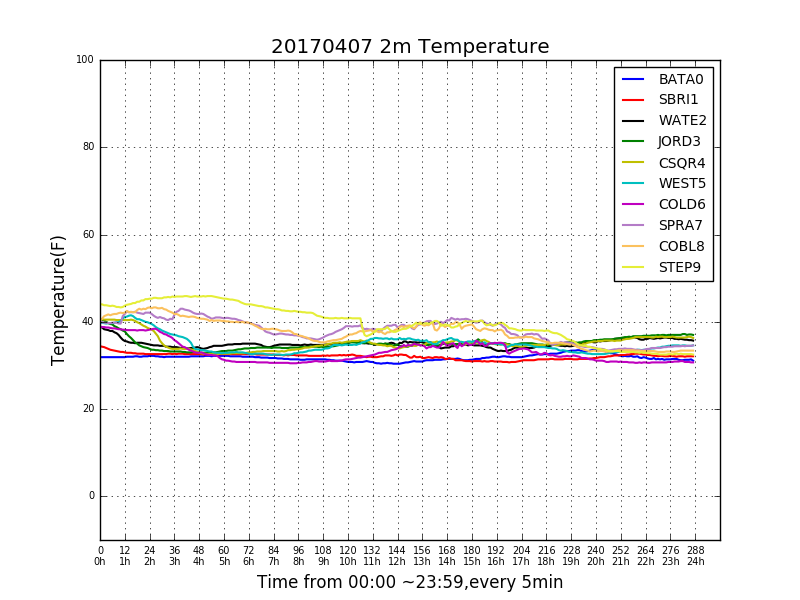 20170407 2m Temperature
100
80
60
40
20
0
Temperature(F)
BATA0
SBRI1
WATE2
JORD3
CSQR4
WEST5
COLD6
SPRA7
COBL8
STEP9
0 12 24 36 48 60 72 84 96 108 120 132 144 156 168 180 192 204 216 228 240 252 264 276 288
0h 1h 2h 3h 4h 5h 6h 7h 8h 9h 10h 11h 12h 13h 14h 15h 16h 17h 18h 19h 20h 21h 22h 23h 24h
Time from 00:00 ~23:59,every 5min